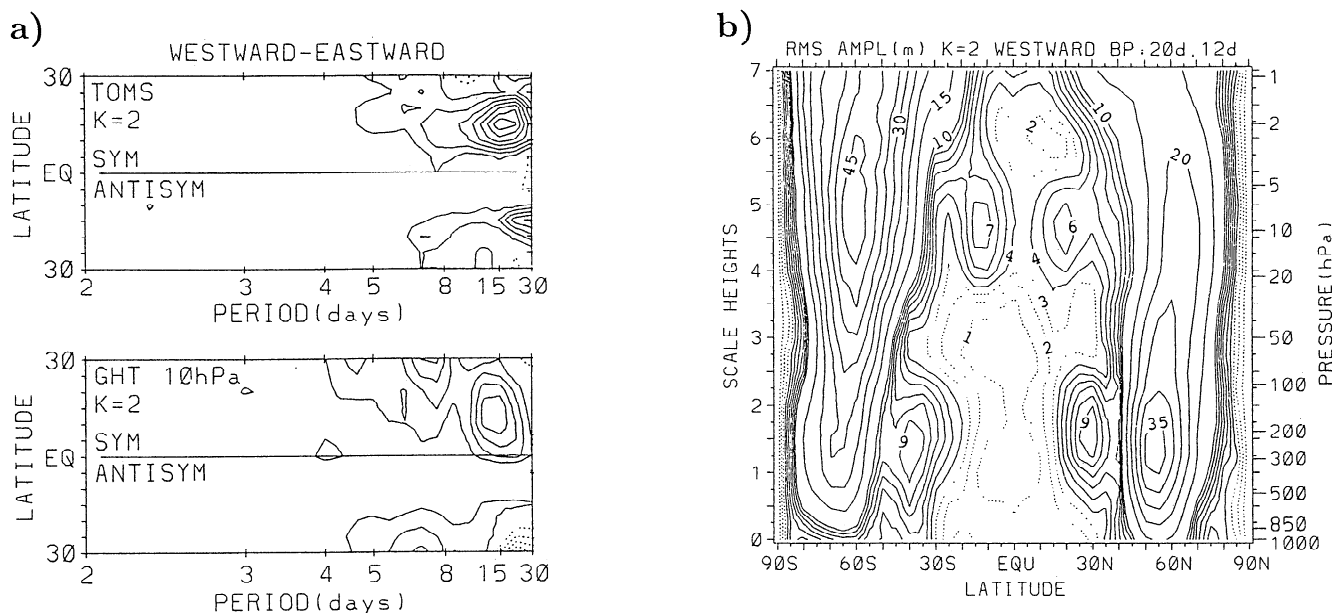 a)
WESTWARD-EASTWARD
30
TOMS
K=2
SYM
EQ
ANTISYM
30
LATITUDE
2 3 4 5 8 15 30
PERIOD(days)
30
GHT 10hPa
K=2
SYM
EQ
ANTISYM
30
LATITUDE
2 3 4 5 8 15 30
PERIOD(days)
b)
RMS AMPL(m) K=2 WESTWARD BP:20d.12d
7
6
5
4
3
2
1
0
SCALE HEIGHTS
1
2
5
10
20
50
100
200
300
500
850
1000
PRESSURE(hPa)
15
30
10
45
2
10
20
7
6
4
4
3
1
2
9
9
35
90S 60S 30S EQU 30N 60N 90N
LATITUDE